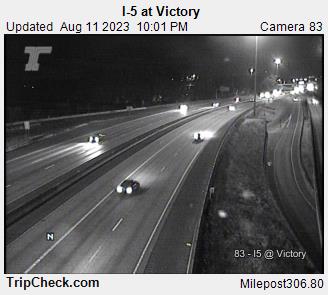 I-5 at Victory
Updated Aug 11 2023 10:01 PM Camera 83
T
N
83 - I5 @ Victory
TripCheck.com Milepost306.80